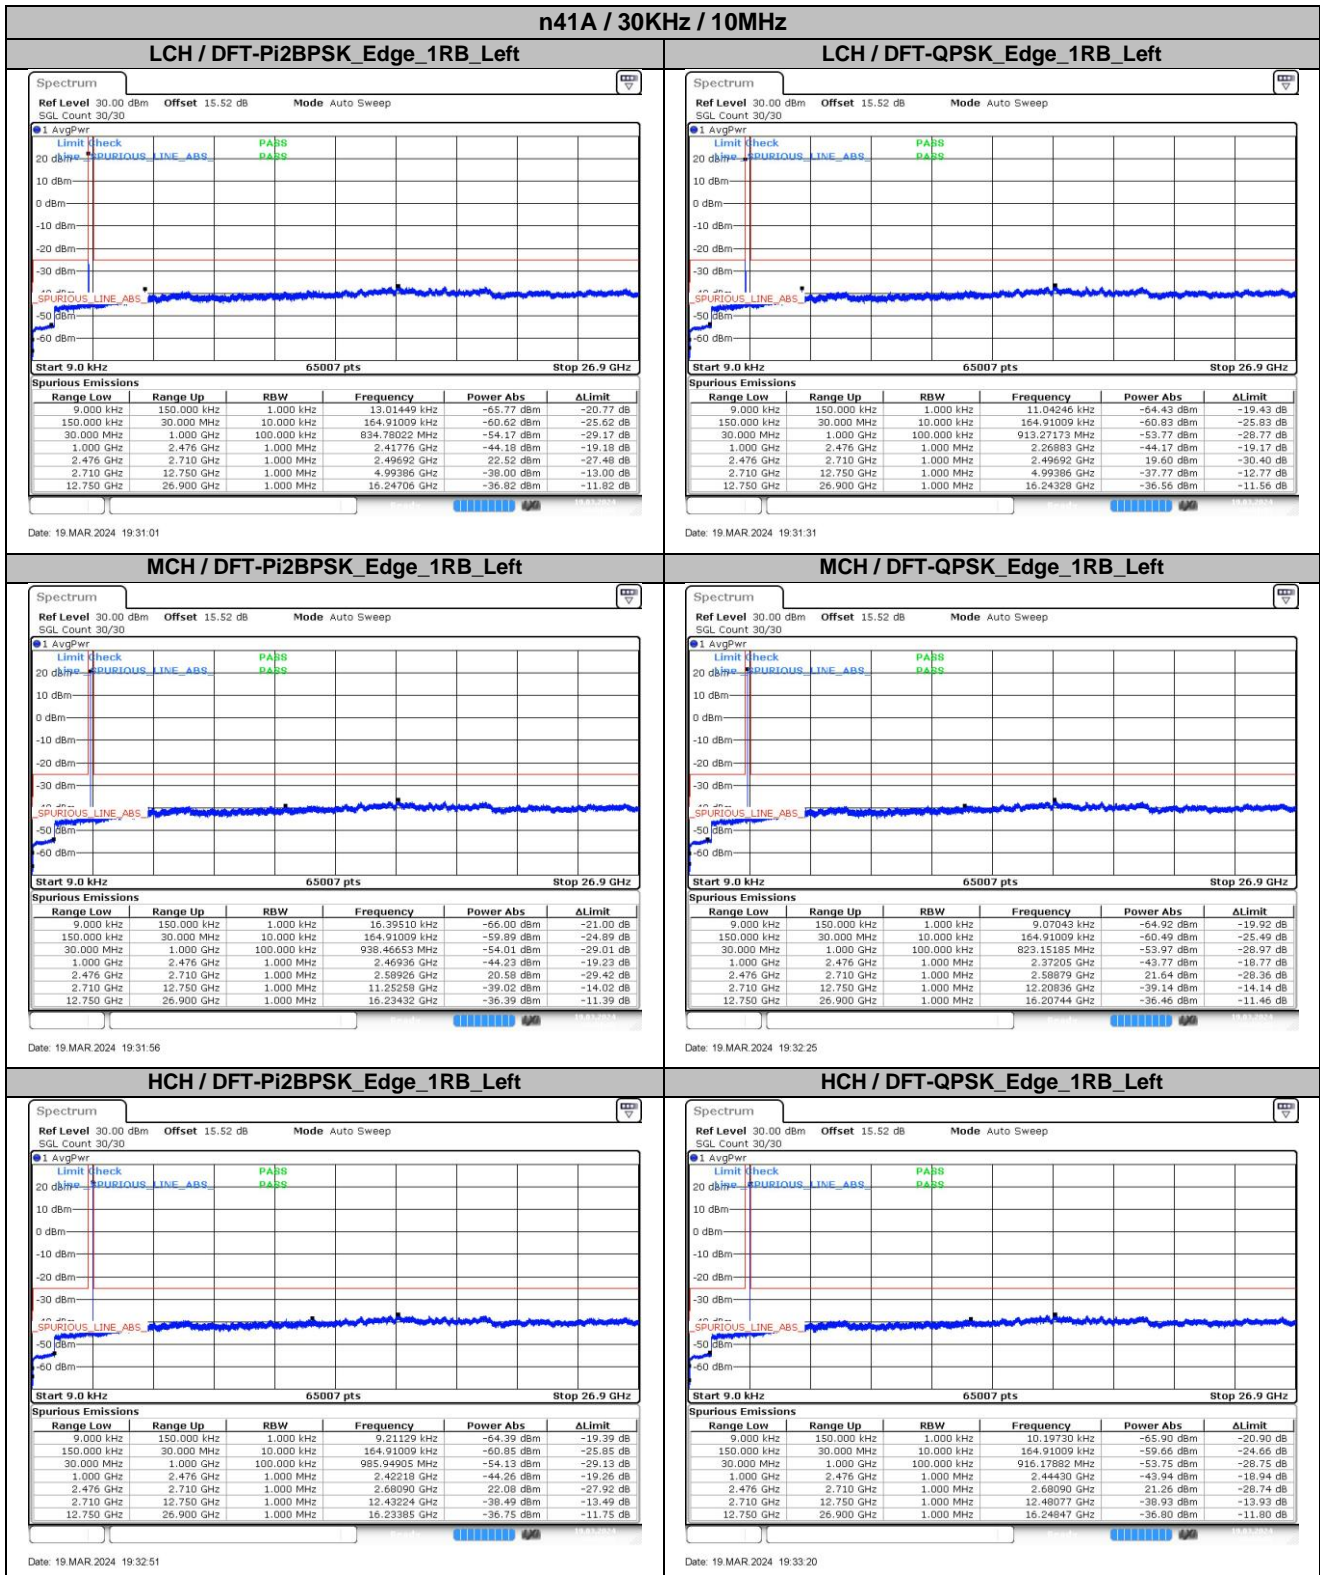 n41A / 30KHz / 10MHz
LCH / DFT-Pi2BPSK_Edge_1RB_Left
Spectrum
Ref Level 30.00 dBm Offset 15.52 dB Mode Auto Sweep
SGL Count 30/30
1 AvgPwr
Limit Check PASS
Line _SPURIOUS_LINE_ABS_ PASS
20 dBm
10 dBm
0 dBm
-10 dBm
-20 dBm
-30 dBm
-40 dBm
_SPURIOUS_LINE_ABS_
-50 dBm
-60 dBm
Start 9.0 kHz 65007 pts Stop 26.9 GHz
Spurious Emissions
Range Low Range Up RBW Frequency Power Abs ΔLimit
9.000 kHz 150.000 kHz 1.000 kHz 13.01449 kHz -65.77 dBm -20.77 dB
150.000 kHz 30.000 MHz 10.000 kHz 164.91009 kHz -60.62 dBm -25.62 dB
30.000 MHz 1.000 GHz 100.000 kHz 834.78022 MHz -54.17 dBm -29.17 dB
1.000 GHz 2.476 GHz 1.000 MHz 2.41776 GHz -44.18 dBm -19.18 dB
2.476 GHz 2.710 GHz 1.000 MHz 2.49692 GHz 22.52 dBm -27.48 dB
2.710 GHz 12.750 GHz 1.000 MHz 4.99386 GHz -38.00 dBm -13.00 dB
12.750 GHz 26.900 GHz 1.000 MHz 16.24706 GHz -36.82 dBm -11.82 dB
Date: 19.MAR.2024 19:31:01
LCH / DFT-QPSK_Edge_1RB_Left
Spectrum
Ref Level 30.00 dBm Offset 15.52 dB Mode Auto Sweep
SGL Count 30/30
1 AvgPwr
Limit Check PASS
Line _SPURIOUS_LINE_ABS_ PASS
20 dBm
10 dBm
0 dBm
-10 dBm
-20 dBm
-30 dBm
-40 dBm
_SPURIOUS_LINE_ABS_
-50 dBm
-60 dBm
Start 9.0 kHz 65007 pts Stop 26.9 GHz
Spurious Emissions
Range Low Range Up RBW Frequency Power Abs ΔLimit
9.000 kHz 150.000 kHz 1.000 kHz 11.04246 kHz -64.43 dBm -19.43 dB
150.000 kHz 30.000 MHz 10.000 kHz 164.91009 kHz -60.83 dBm -25.83 dB
30.000 MHz 1.000 GHz 100.000 kHz 913.27173 MHz -53.77 dBm -28.77 dB
1.000 GHz 2.476 GHz 1.000 MHz 2.26883 GHz -44.17 dBm -19.17 dB
2.476 GHz 2.710 GHz 1.000 MHz 2.49692 GHz 19.60 dBm -30.40 dB
2.710 GHz 12.750 GHz 1.000 MHz 4.99386 GHz -37.77 dBm -12.77 dB
12.750 GHz 26.900 GHz 1.000 MHz 16.24328 GHz -36.56 dBm -11.56 dB
Date: 19.MAR.2024 19:31:31
MCH / DFT-Pi2BPSK_Edge_1RB_Left
Spectrum
Ref Level 30.00 dBm Offset 15.52 dB Mode Auto Sweep
SGL Count 30/30
1 AvgPwr
Limit Check PASS
Line _SPURIOUS_LINE_ABS_ PASS
20 dBm
10 dBm
0 dBm
-10 dBm
-20 dBm
-30 dBm
-40 dBm
_SPURIOUS_LINE_ABS_
-50 dBm
-60 dBm
Start 9.0 kHz 65007 pts Stop 26.9 GHz
Spurious Emissions
Range Low Range Up RBW Frequency Power Abs ΔLimit
9.000 kHz 150.000 kHz 1.000 kHz 16.39510 kHz -66.00 dBm -21.00 dB
150.000 kHz 30.000 MHz 10.000 kHz 164.91009 kHz -59.89 dBm -24.89 dB
30.000 MHz 1.000 GHz 100.000 kHz 938.46653 MHz -54.01 dBm -29.01 dB
1.000 GHz 2.476 GHz 1.000 MHz 2.46936 GHz -44.23 dBm -19.23 dB
2.476 GHz 2.710 GHz 1.000 MHz 2.58926 GHz 20.58 dBm -29.42 dB
2.710 GHz 12.750 GHz 1.000 MHz 11.25258 GHz -39.02 dBm -14.02 dB
12.750 GHz 26.900 GHz 1.000 MHz 16.23432 GHz -36.39 dBm -11.39 dB
Date: 19.MAR.2024 19:31:56
MCH / DFT-QPSK_Edge_1RB_Left
Spectrum
Ref Level 30.00 dBm Offset 15.52 dB Mode Auto Sweep
SGL Count 30/30
1 AvgPwr
Limit Check PASS
Line _SPURIOUS_LINE_ABS_ PASS
20 dBm
10 dBm
0 dBm
-10 dBm
-20 dBm
-30 dBm
-40 dBm
_SPURIOUS_LINE_ABS_
-50 dBm
-60 dBm
Start 9.0 kHz 65007 pts Stop 26.9 GHz
Spurious Emissions
Range Low Range Up RBW Frequency Power Abs ΔLimit
9.000 kHz 150.000 kHz 1.000 kHz 9.07043 kHz -64.92 dBm -19.92 dB
150.000 kHz 30.000 MHz 10.000 kHz 164.91009 kHz -60.49 dBm -25.49 dB
30.000 MHz 1.000 GHz 100.000 kHz 823.15185 MHz -53.97 dBm -28.97 dB
1.000 GHz 2.476 GHz 1.000 MHz 2.37205 GHz -43.77 dBm -18.77 dB
2.476 GHz 2.710 GHz 1.000 MHz 2.58879 GHz 21.64 dBm -28.36 dB
2.710 GHz 12.750 GHz 1.000 MHz 12.20836 GHz -39.14 dBm -14.14 dB
12.750 GHz 26.900 GHz 1.000 MHz 16.20744 GHz -36.46 dBm -11.46 dB
Date: 19.MAR.2024 19:32:25
HCH / DFT-Pi2BPSK_Edge_1RB_Left
Spectrum
Ref Level 30.00 dBm Offset 15.52 dB Mode Auto Sweep
SGL Count 30/30
1 AvgPwr
Limit Check PASS
Line _SPURIOUS_LINE_ABS_ PASS
20 dBm
10 dBm
0 dBm
-10 dBm
-20 dBm
-30 dBm
-40 dBm
_SPURIOUS_LINE_ABS_
-50 dBm
-60 dBm
Start 9.0 kHz 65007 pts Stop 26.9 GHz
Spurious Emissions
Range Low Range Up RBW Frequency Power Abs ΔLimit
9.000 kHz 150.000 kHz 1.000 kHz 9.21129 kHz -64.39 dBm -19.39 dB
150.000 kHz 30.000 MHz 10.000 kHz 164.91009 kHz -60.85 dBm -25.85 dB
30.000 MHz 1.000 GHz 100.000 kHz 985.94905 MHz -54.13 dBm -29.13 dB
1.000 GHz 2.476 GHz 1.000 MHz 2.42218 GHz -44.26 dBm -19.26 dB
2.476 GHz 2.710 GHz 1.000 MHz 2.68090 GHz 22.08 dBm -27.92 dB
2.710 GHz 12.750 GHz 1.000 MHz 12.43224 GHz -38.49 dBm -13.49 dB
12.750 GHz 26.900 GHz 1.000 MHz 16.23385 GHz -36.75 dBm -11.75 dB
Date: 19.MAR.2024 19:32:51
HCH / DFT-QPSK_Edge_1RB_Left
Spectrum
Ref Level 30.00 dBm Offset 15.52 dB Mode Auto Sweep
SGL Count 30/30
1 AvgPwr
Limit Check PASS
Line _SPURIOUS_LINE_ABS_ PASS
20 dBm
10 dBm
0 dBm
-10 dBm
-20 dBm
-30 dBm
-40 dBm
_SPURIOUS_LINE_ABS_
-50 dBm
-60 dBm
Start 9.0 kHz 65007 pts Stop 26.9 GHz
Spurious Emissions
Range Low Range Up RBW Frequency Power Abs ΔLimit
9.000 kHz 150.000 kHz 1.000 kHz 10.19730 kHz -65.90 dBm -20.90 dB
150.000 kHz 30.000 MHz 10.000 kHz 164.91009 kHz -59.66 dBm -24.66 dB
30.000 MHz 1.000 GHz 100.000 kHz 916.17882 MHz -53.75 dBm -28.75 dB
1.000 GHz 2.476 GHz 1.000 MHz 2.44430 GHz -43.94 dBm -18.94 dB
2.476 GHz 2.710 GHz 1.000 MHz 2.68090 GHz 21.26 dBm -28.74 dB
2.710 GHz 12.750 GHz 1.000 MHz 12.48077 GHz -38.93 dBm -13.93 dB
12.750 GHz 26.900 GHz 1.000 MHz 16.24847 GHz -36.80 dBm -11.80 dB
Date: 19.MAR.2024 19:33:20